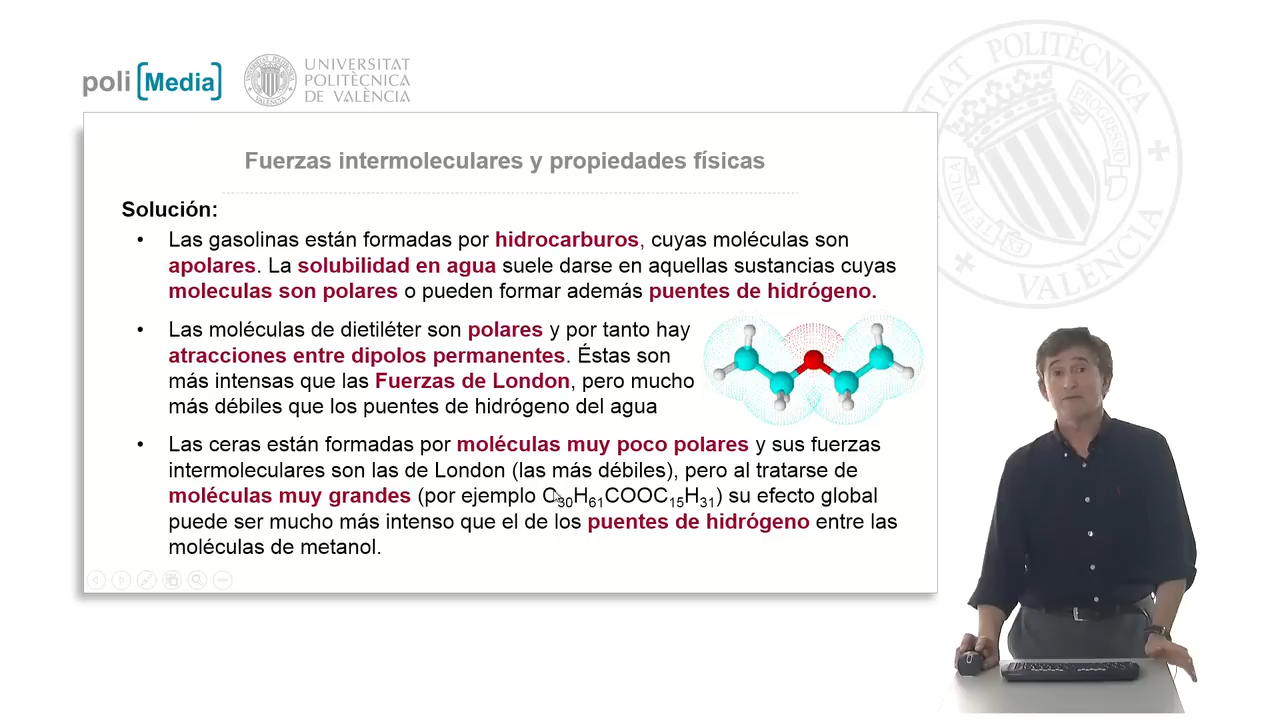 poli [Media]
UNIVERSITAT
POLITÈCNICA
DE VALÈNCIA
Fuerzas intermoleculares y propiedades físicas
Solución:
• Las gasolinas están formadas por hidrocarburos, cuyas moléculas son
apolares. La solubilidad en agua suele darse en aquellas sustancias cuyas
moleculas son polares o pueden formar además puentes de hidrógeno.
• Las moléculas de dietiléter son polares y por tanto hay
atracciones entre dipolos permanentes. Éstas son
más intensas que las Fuerzas de London, pero mucho
más débiles que los puentes de hidrógeno del agua
• Las ceras están formadas por moléculas muy poco polares y sus fuerzas
intermoleculares son las de London (las más débiles), pero al tratarse de
moléculas muy grandes (por ejemplo C₃₀H₆₁COOC₁₅H₃₁) su efecto global
puede ser mucho más intenso que el de los puentes de hidrógeno entre las
moléculas de metanol.
POLITÈCNICA
VALÈNCIA